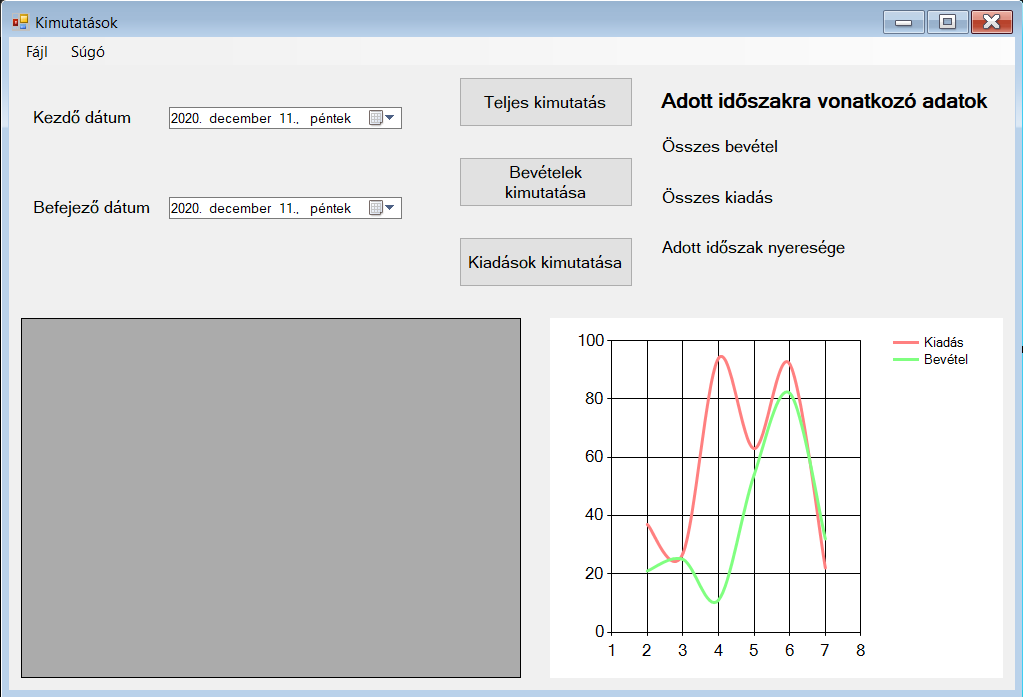 Kimutatások
Fájl Súgó
Kezdő dátum
2020. december 11., péntek
Befejező dátum
2020. december 11., péntek
Teljes kimutatás
Bevételek
kimutatása
Kiadások kimutatása
Adott időszakra vonatkozó adatok
Összes bevétel
Összes kiadás
Adott időszak nyeresége
100
80
60
40
20
0
1 2 3 4 5 6 7 8
Kiadás
Bevétel